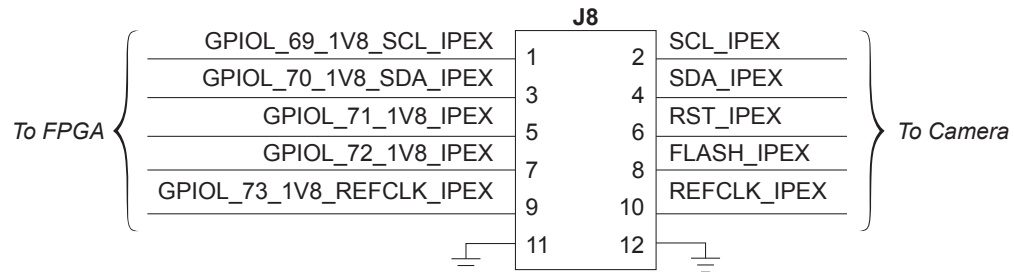 J8
GPIOL_69_1V8_SCL_IPEX 1 2 SCL_IPEX
GPIOL_70_1V8_SDA_IPEX 3 4 SDA_IPEX
To FPGA GPIOL_71_1V8_IPEX 5 6 RST_IPEX To Camera
GPIOL_72_1V8_IPEX 7 8 FLASH_IPEX
GPIOL_73_1V8_REFCLK_IPEX 9 10 REFCLK_IPEX
11 12